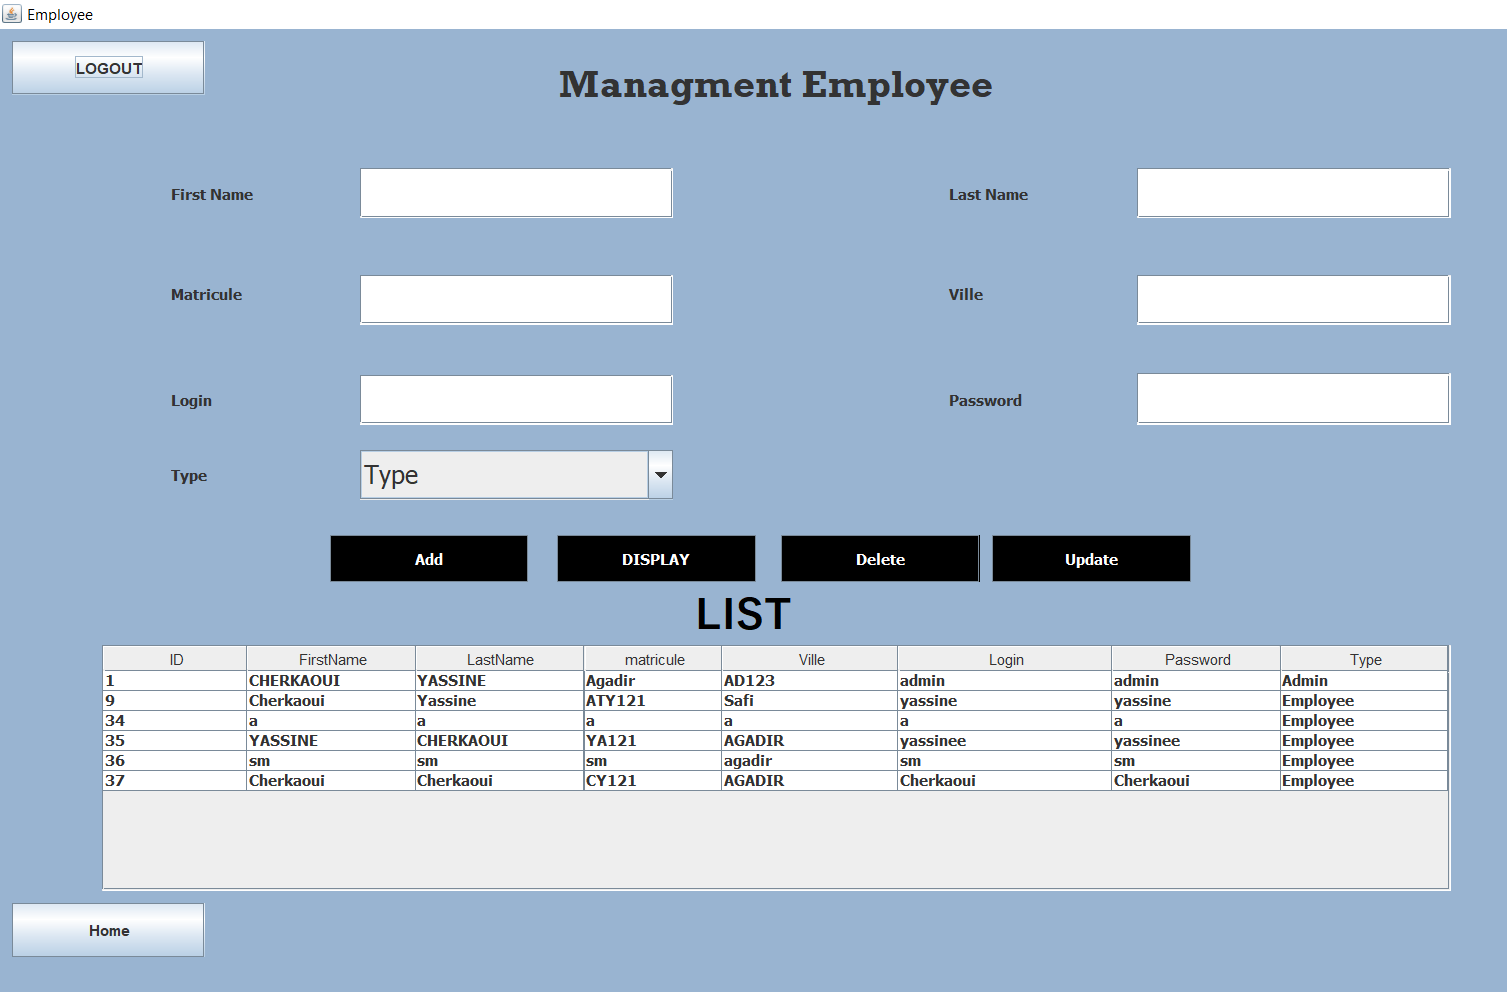 Employee
LOGOUT
Managment Employee
First Name Last Name
Matricule Ville
Login Password
Type Type
Add DISPLAY Delete Update
LIST
ID FirstName LastName matricule Ville Login Password Type
1 CHERKAOUI YASSINE Agadir AD123 admin admin Admin
9 Cherkaoui Yassine ATY121 Safi yassine yassine Employee
34 a a a a a a Employee
35 YASSINE CHERKAOUI YA121 AGADIR yassinee yassinee Employee
36 sm sm sm agadir sm sm Employee
37 Cherkaoui Cherkaoui CY121 AGADIR Cherkaoui Cherkaoui Employee
Home